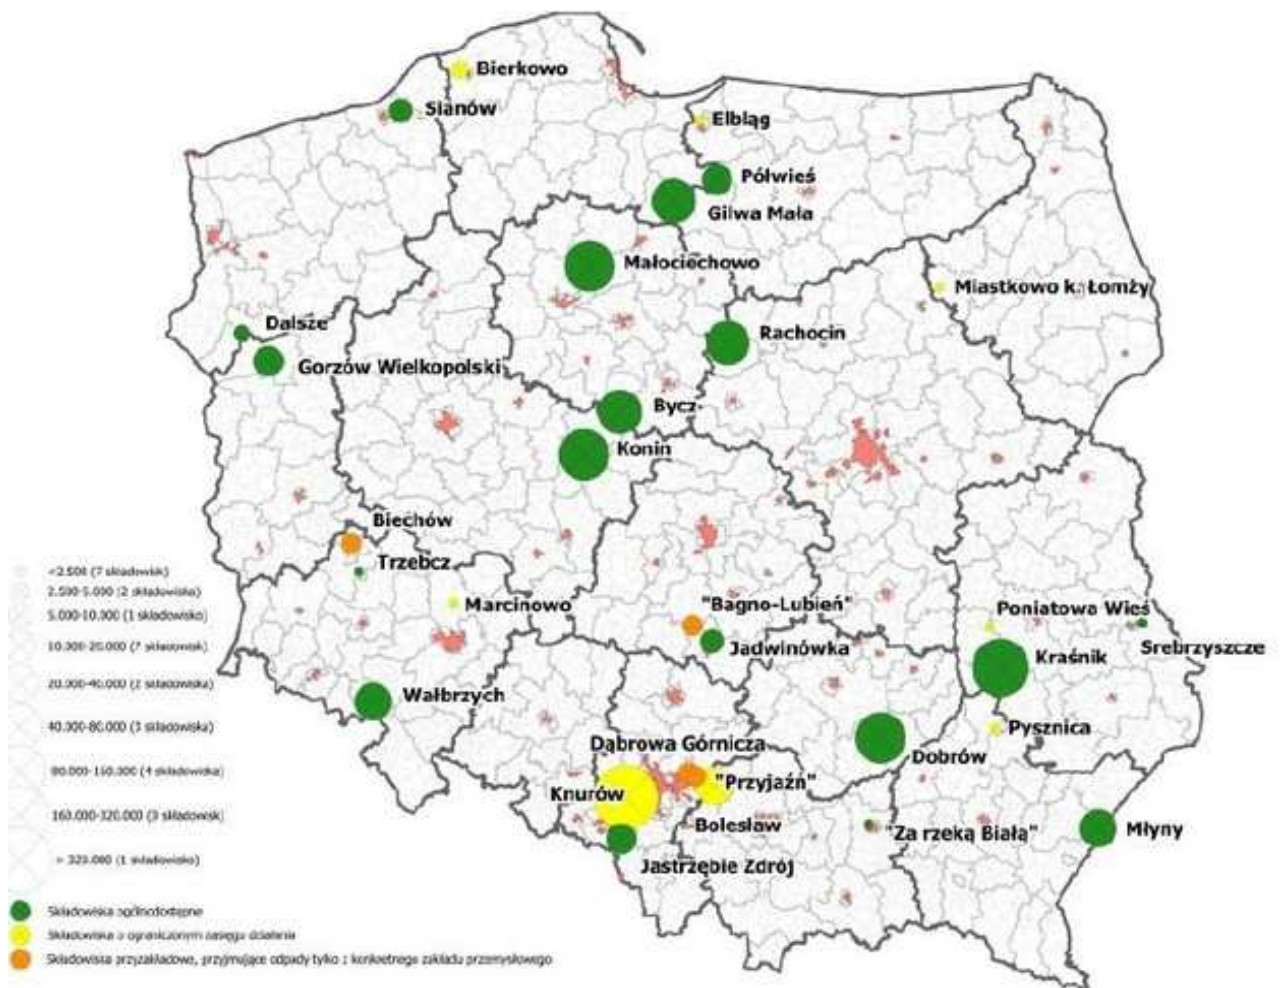 Bierkowo
Sianów
Elbląg
Półwieś
Gilwa Mała
Małociechowo
Miastkowo k. Łomży
Dalsze
Rachocin
Gorzów Wielkopolski
Bycz
Konin
Biechów
Trzebcz
Marcinowo
"Bagno-Lubień"
Poniatowa Wieś
Jadwinówka
Srebrzyszcze
Kraśnik
Wałbrzych
Pysznica
Dąbrowa Górnicza
Dobrów
"Przyjaźń"
Knurów
Bolesław
"Za rzeką Białą"
Młyny
Jastrzębie Zdrój
<2.500 (7 składowisk)
2.500-5.000 (2 składowiska)
5.000-10.000 (1 składowisko)
10.000-20.000 (7 składowisk)
20.000-40.000 (2 składowiska)
40.000-80.000 (3 składowiska)
80.000-160.000 (4 składowiska)
160.000-320.000 (3 składowisk)
> 320.000 (1 składowisko)
Składowiska ogólnodostępne
Składowiska o ograniczonym zasięgu działania
Składowiska przyzakładowe, przyjmujące odpady tylko z konkretnego zakładu przemysłowego